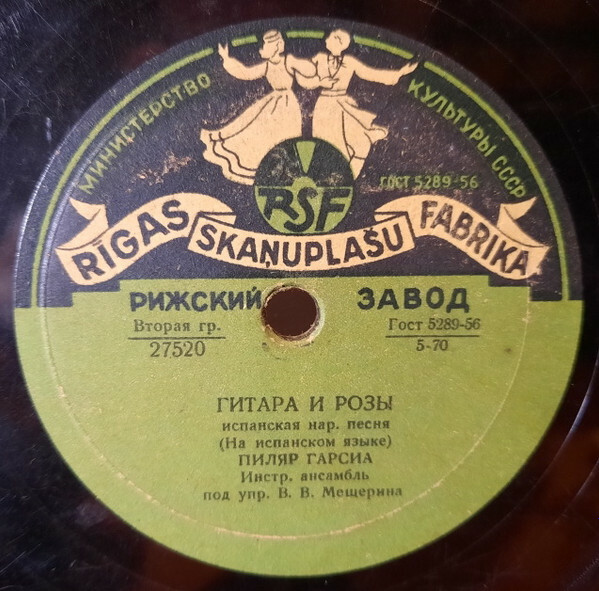 МИНИСТЕРСТВО КУЛЬТУРЫ СССР
ГОСТ 5289-56
RSF
RĪGAS SKAŅUPLAŠU FABRIKA
РИЖСКИЙ ЗАВОД
Вторая гр.
27520
Гост 5289-56
5-70
ГИТАРА И РОЗЫ
испанская нар. песня
(На испанском языке)
ПИЛЯР ГАРСИА
Инстр. ансамбль
под упр. В. В. Мещерина